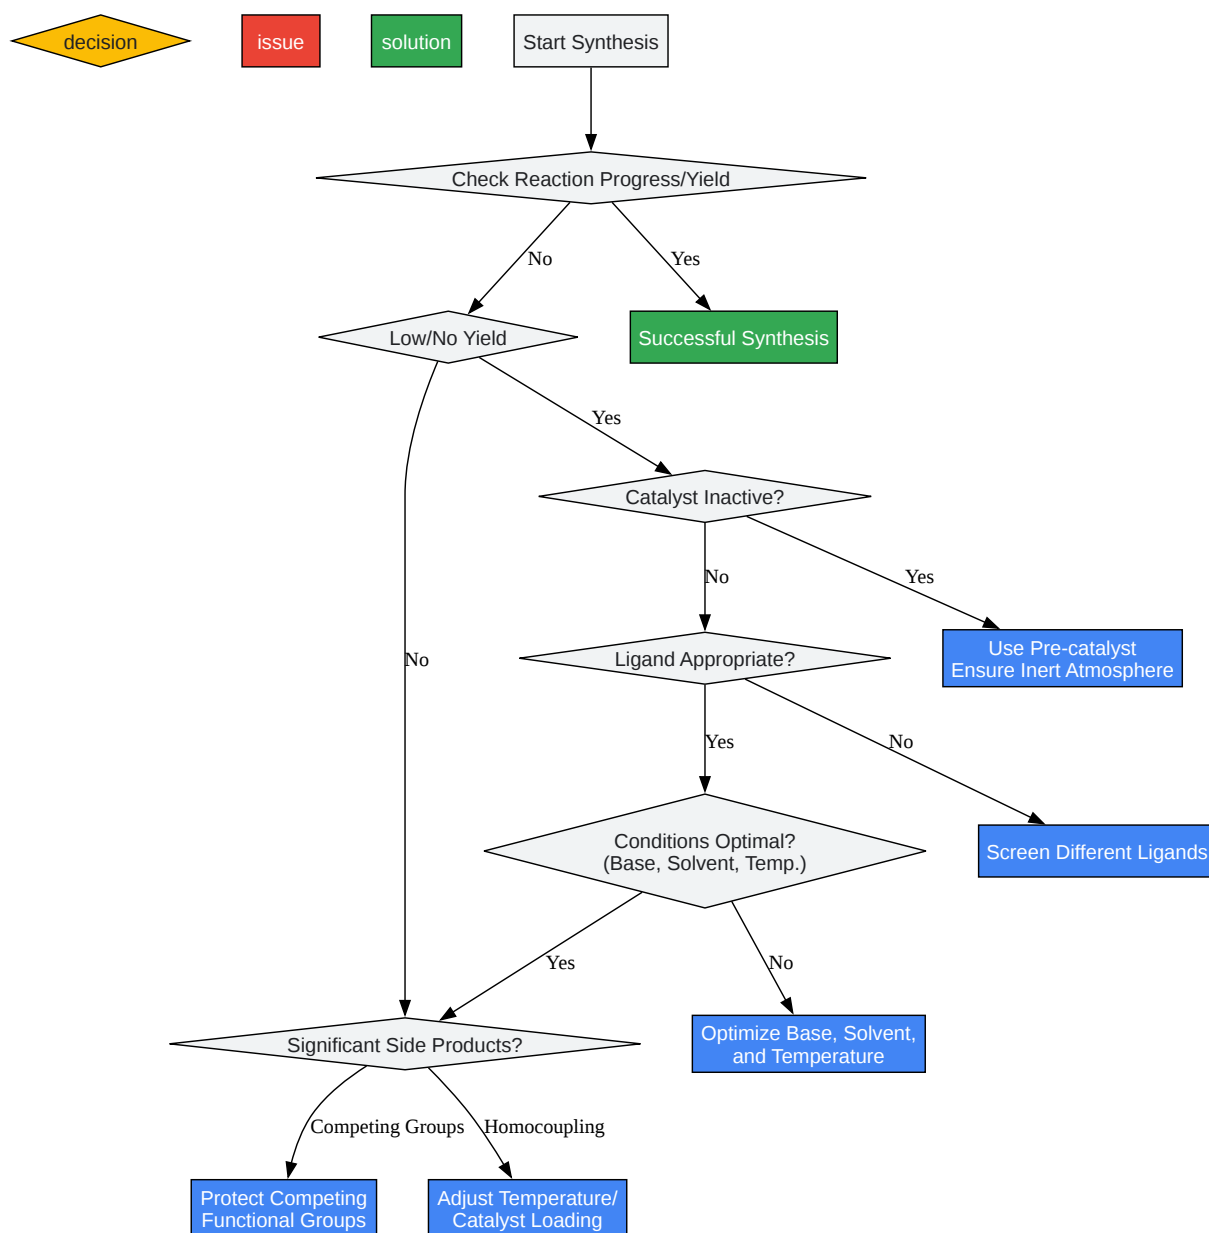 decision
issue
solution
Start Synthesis
Check Reaction Progress/Yield
No
Yes
Low/No Yield
Successful Synthesis
Yes
Catalyst Inactive?
No
Yes
No
Ligand Appropriate?
Use Pre-catalyst
Ensure Inert Atmosphere
Yes
No
Conditions Optimal?
(Base, Solvent, Temp.)
Screen Different Ligands
Yes
No
Significant Side Products?
Optimize Base, Solvent,
and Temperature
Competing Groups
Homocoupling
Protect Competing
Functional Groups
Adjust Temperature/
Catalyst Loading